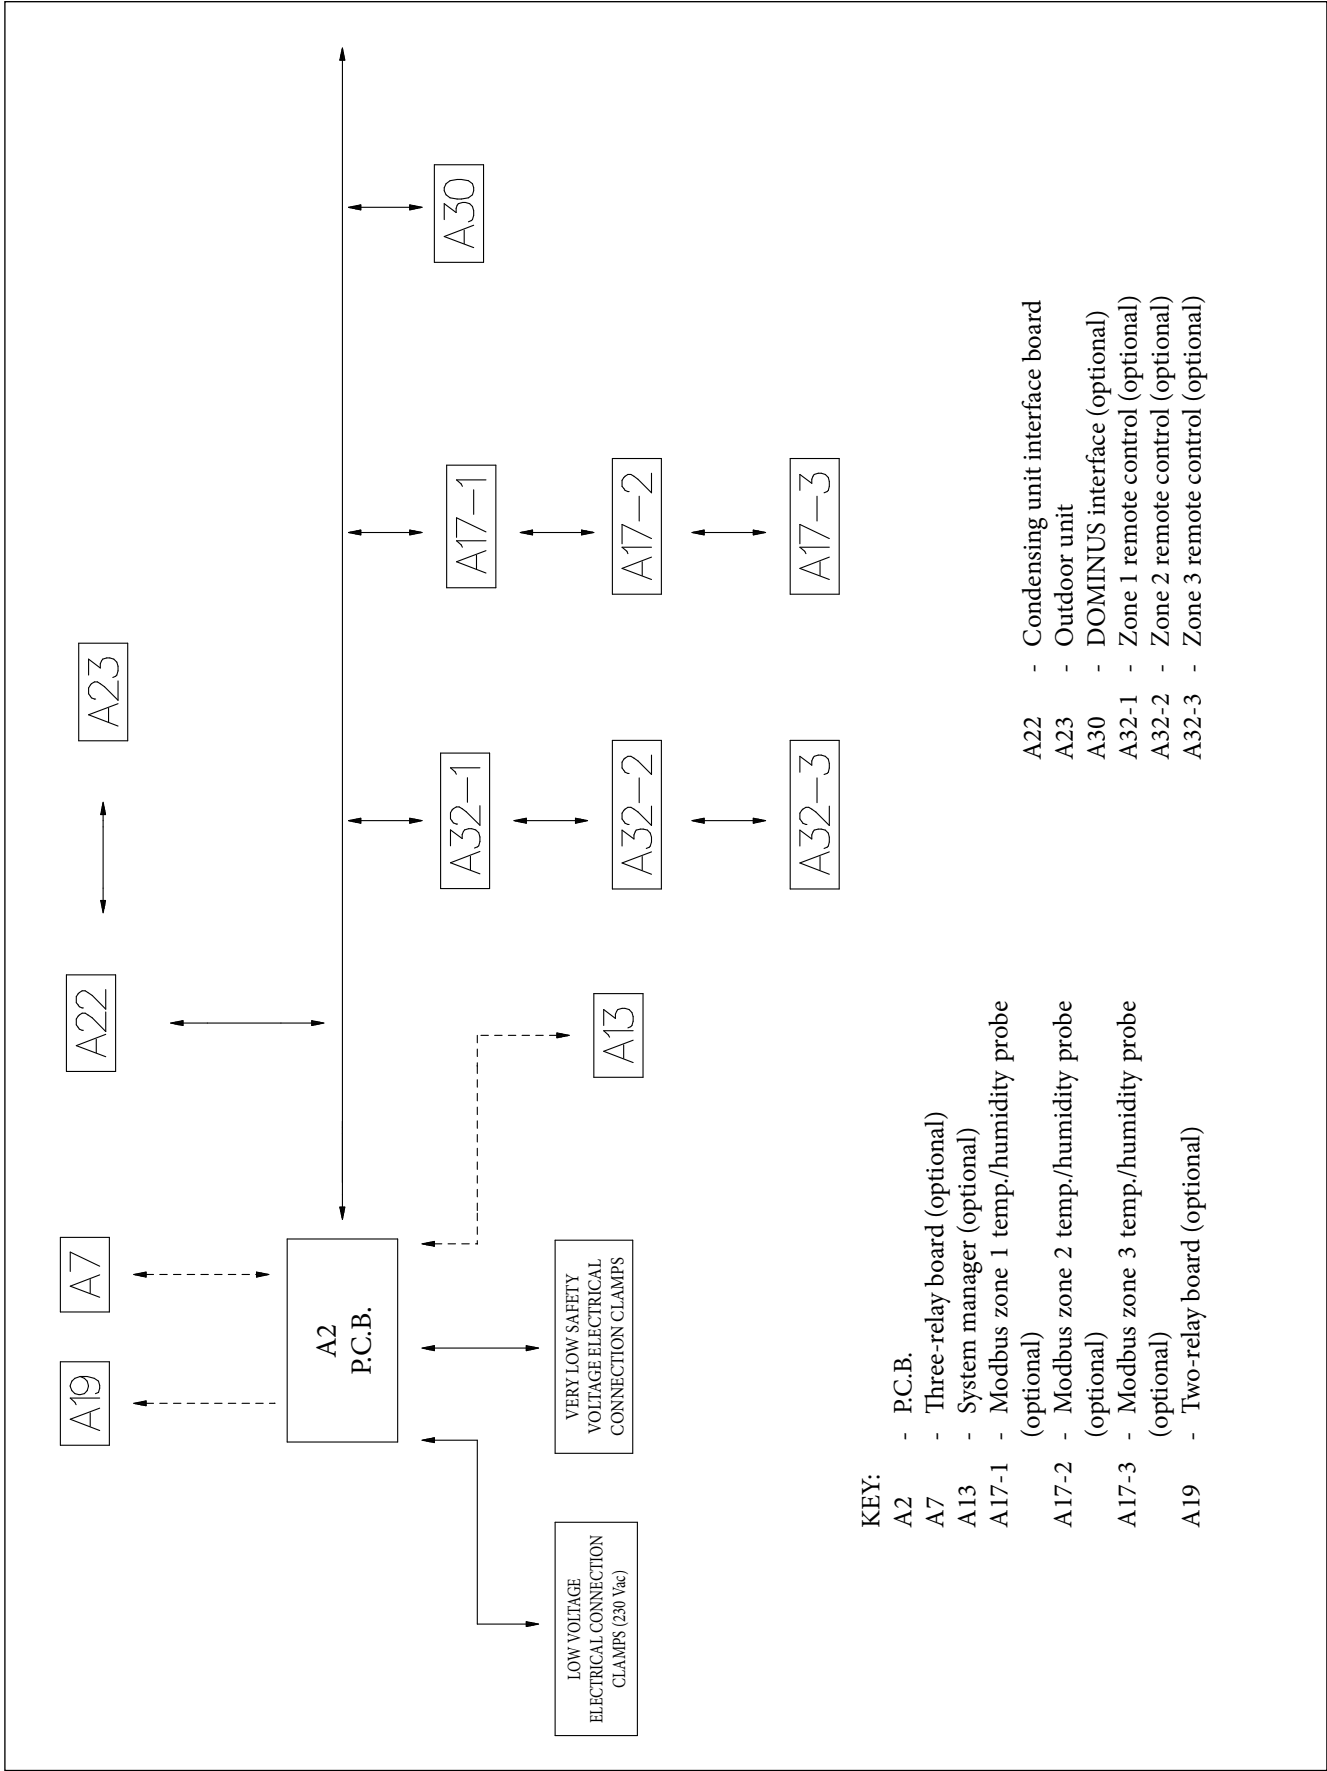 A19
A7
A22
A23
A2
P.C.B.
LOW VOLTAGE
ELECTRICAL CONNECTION
CLAMPS (230 Vac)
VERY LOW SAFETY
VOLTAGE ELECTRICAL
CONNECTION CLAMPS
A13
A32-1
A32-2
A32-3
A17-1
A17-2
A17-3
A30
KEY:
A2 - P.C.B.
A7 - Three-relay board (optional)
A13 - System manager (optional)
A17-1 - Modbus zone 1 temp./humidity probe
(optional)
A17-2 - Modbus zone 2 temp./humidity probe
(optional)
A17-3 - Modbus zone 3 temp./humidity probe
(optional)
A19 - Two-relay board (optional)
A22 - Condensing unit interface board
A23 - Outdoor unit
A30 - DOMINUS interface (optional)
A32-1 - Zone 1 remote control (optional)
A32-2 - Zone 2 remote control (optional)
A32-3 - Zone 3 remote control (optional)